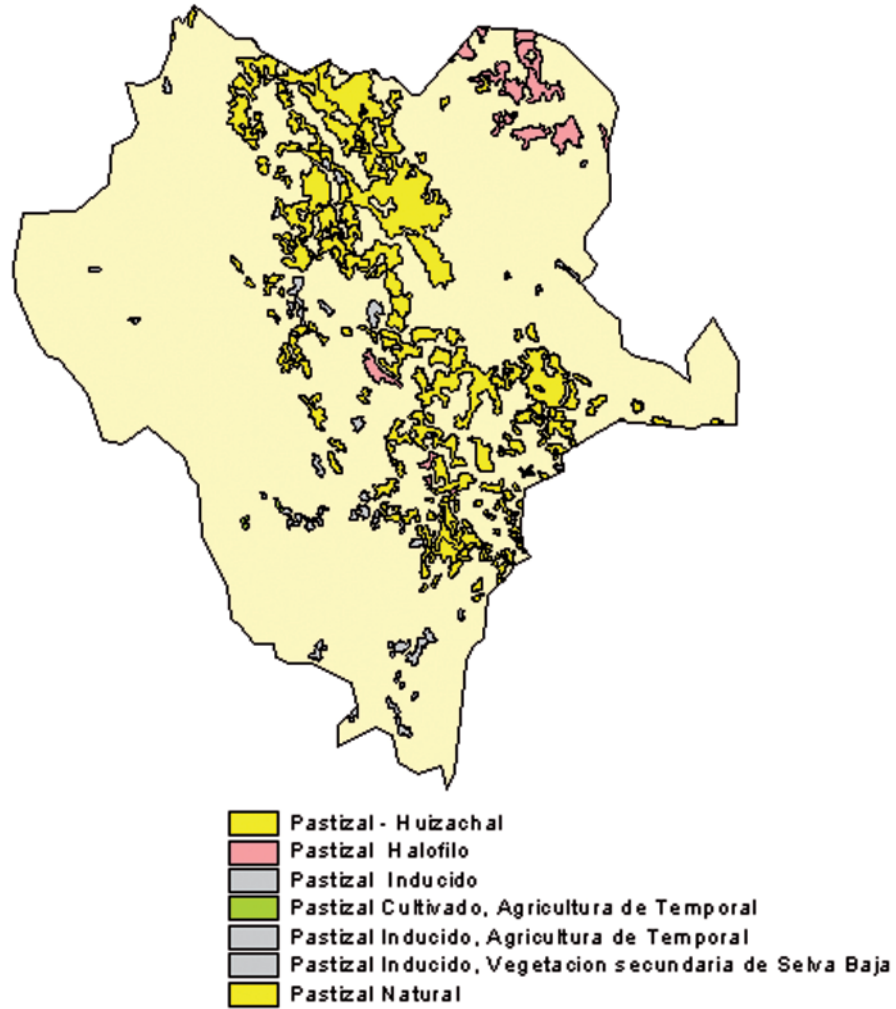 Pastizal - Huizachal
Pastizal Halofilo
Pastizal Inducido
Pastizal Cultivado, Agricultura de Temporal
Pastizal Inducido, Agricultura de Temporal
Pastizal Inducido, Vegetacion secundaria de Selva Baja
Pastizal Natural